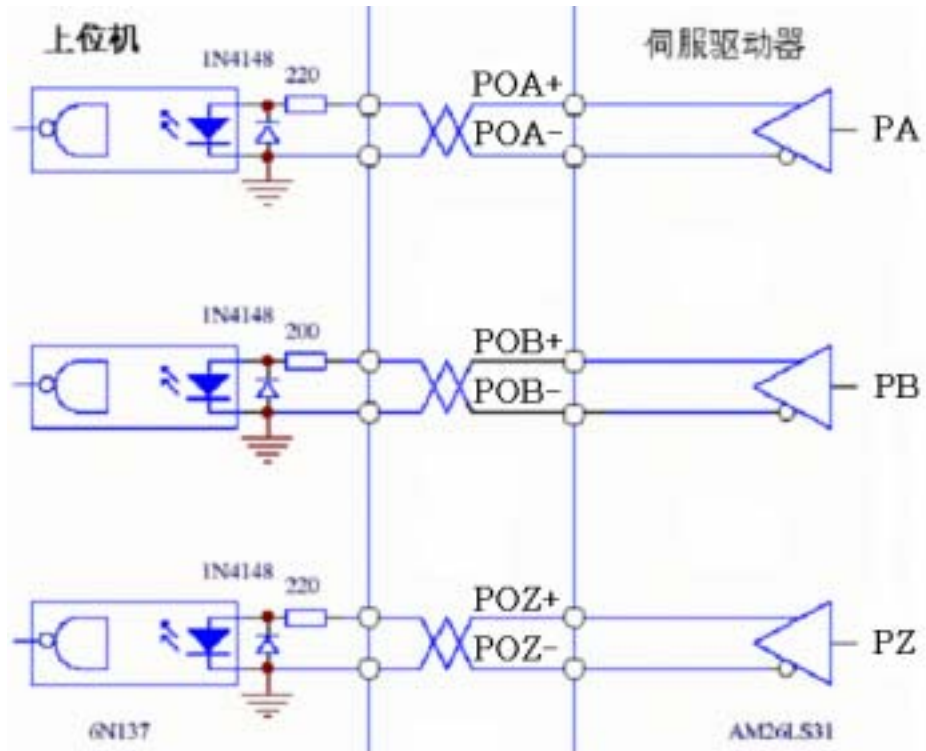 上位机
伺服驱动器
1N4148
220
POA+
POA-
PA
1N4148
200
POB+
POB-
PB
1N4148
220
POZ+
POZ-
PZ
6N137
AM26LS31